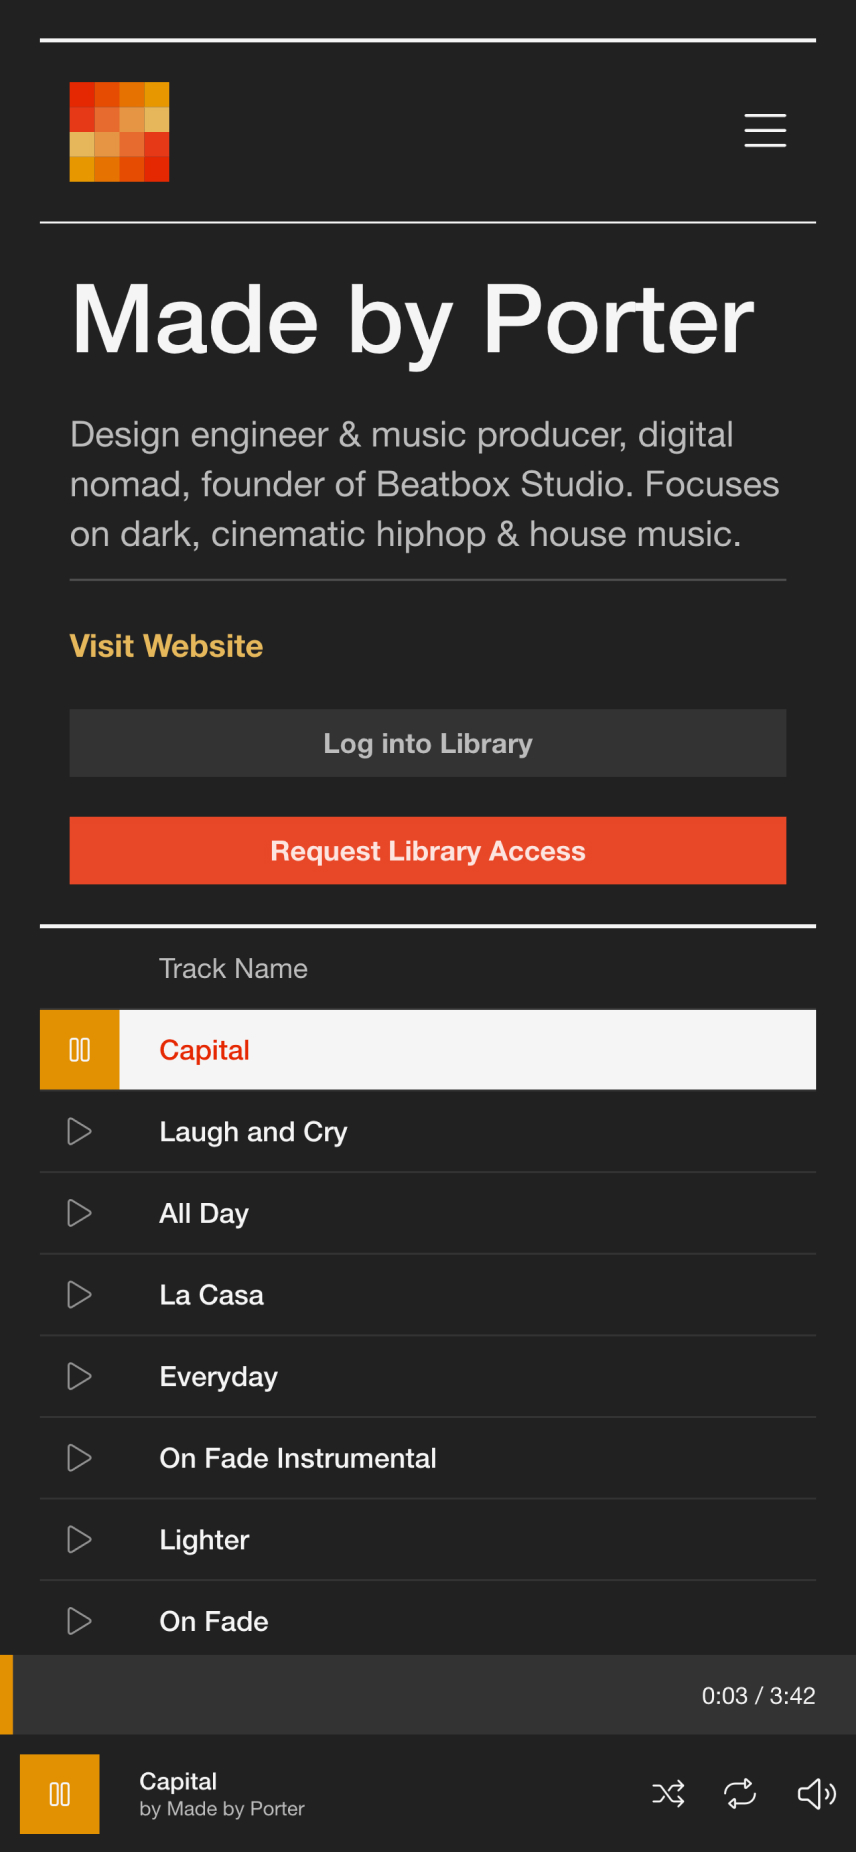 Made by Porter
Design engineer & music producer, digital
nomad, founder of Beatbox Studio. Focuses
on dark, cinematic hiphop & house music.
Visit Website
Log into Library
Request Library Access
Track Name
Capital
Laugh and Cry
All Day
La Casa
Everyday
On Fade Instrumental
Lighter
On Fade
0:03 / 3:42
Capital
by Made by Porter